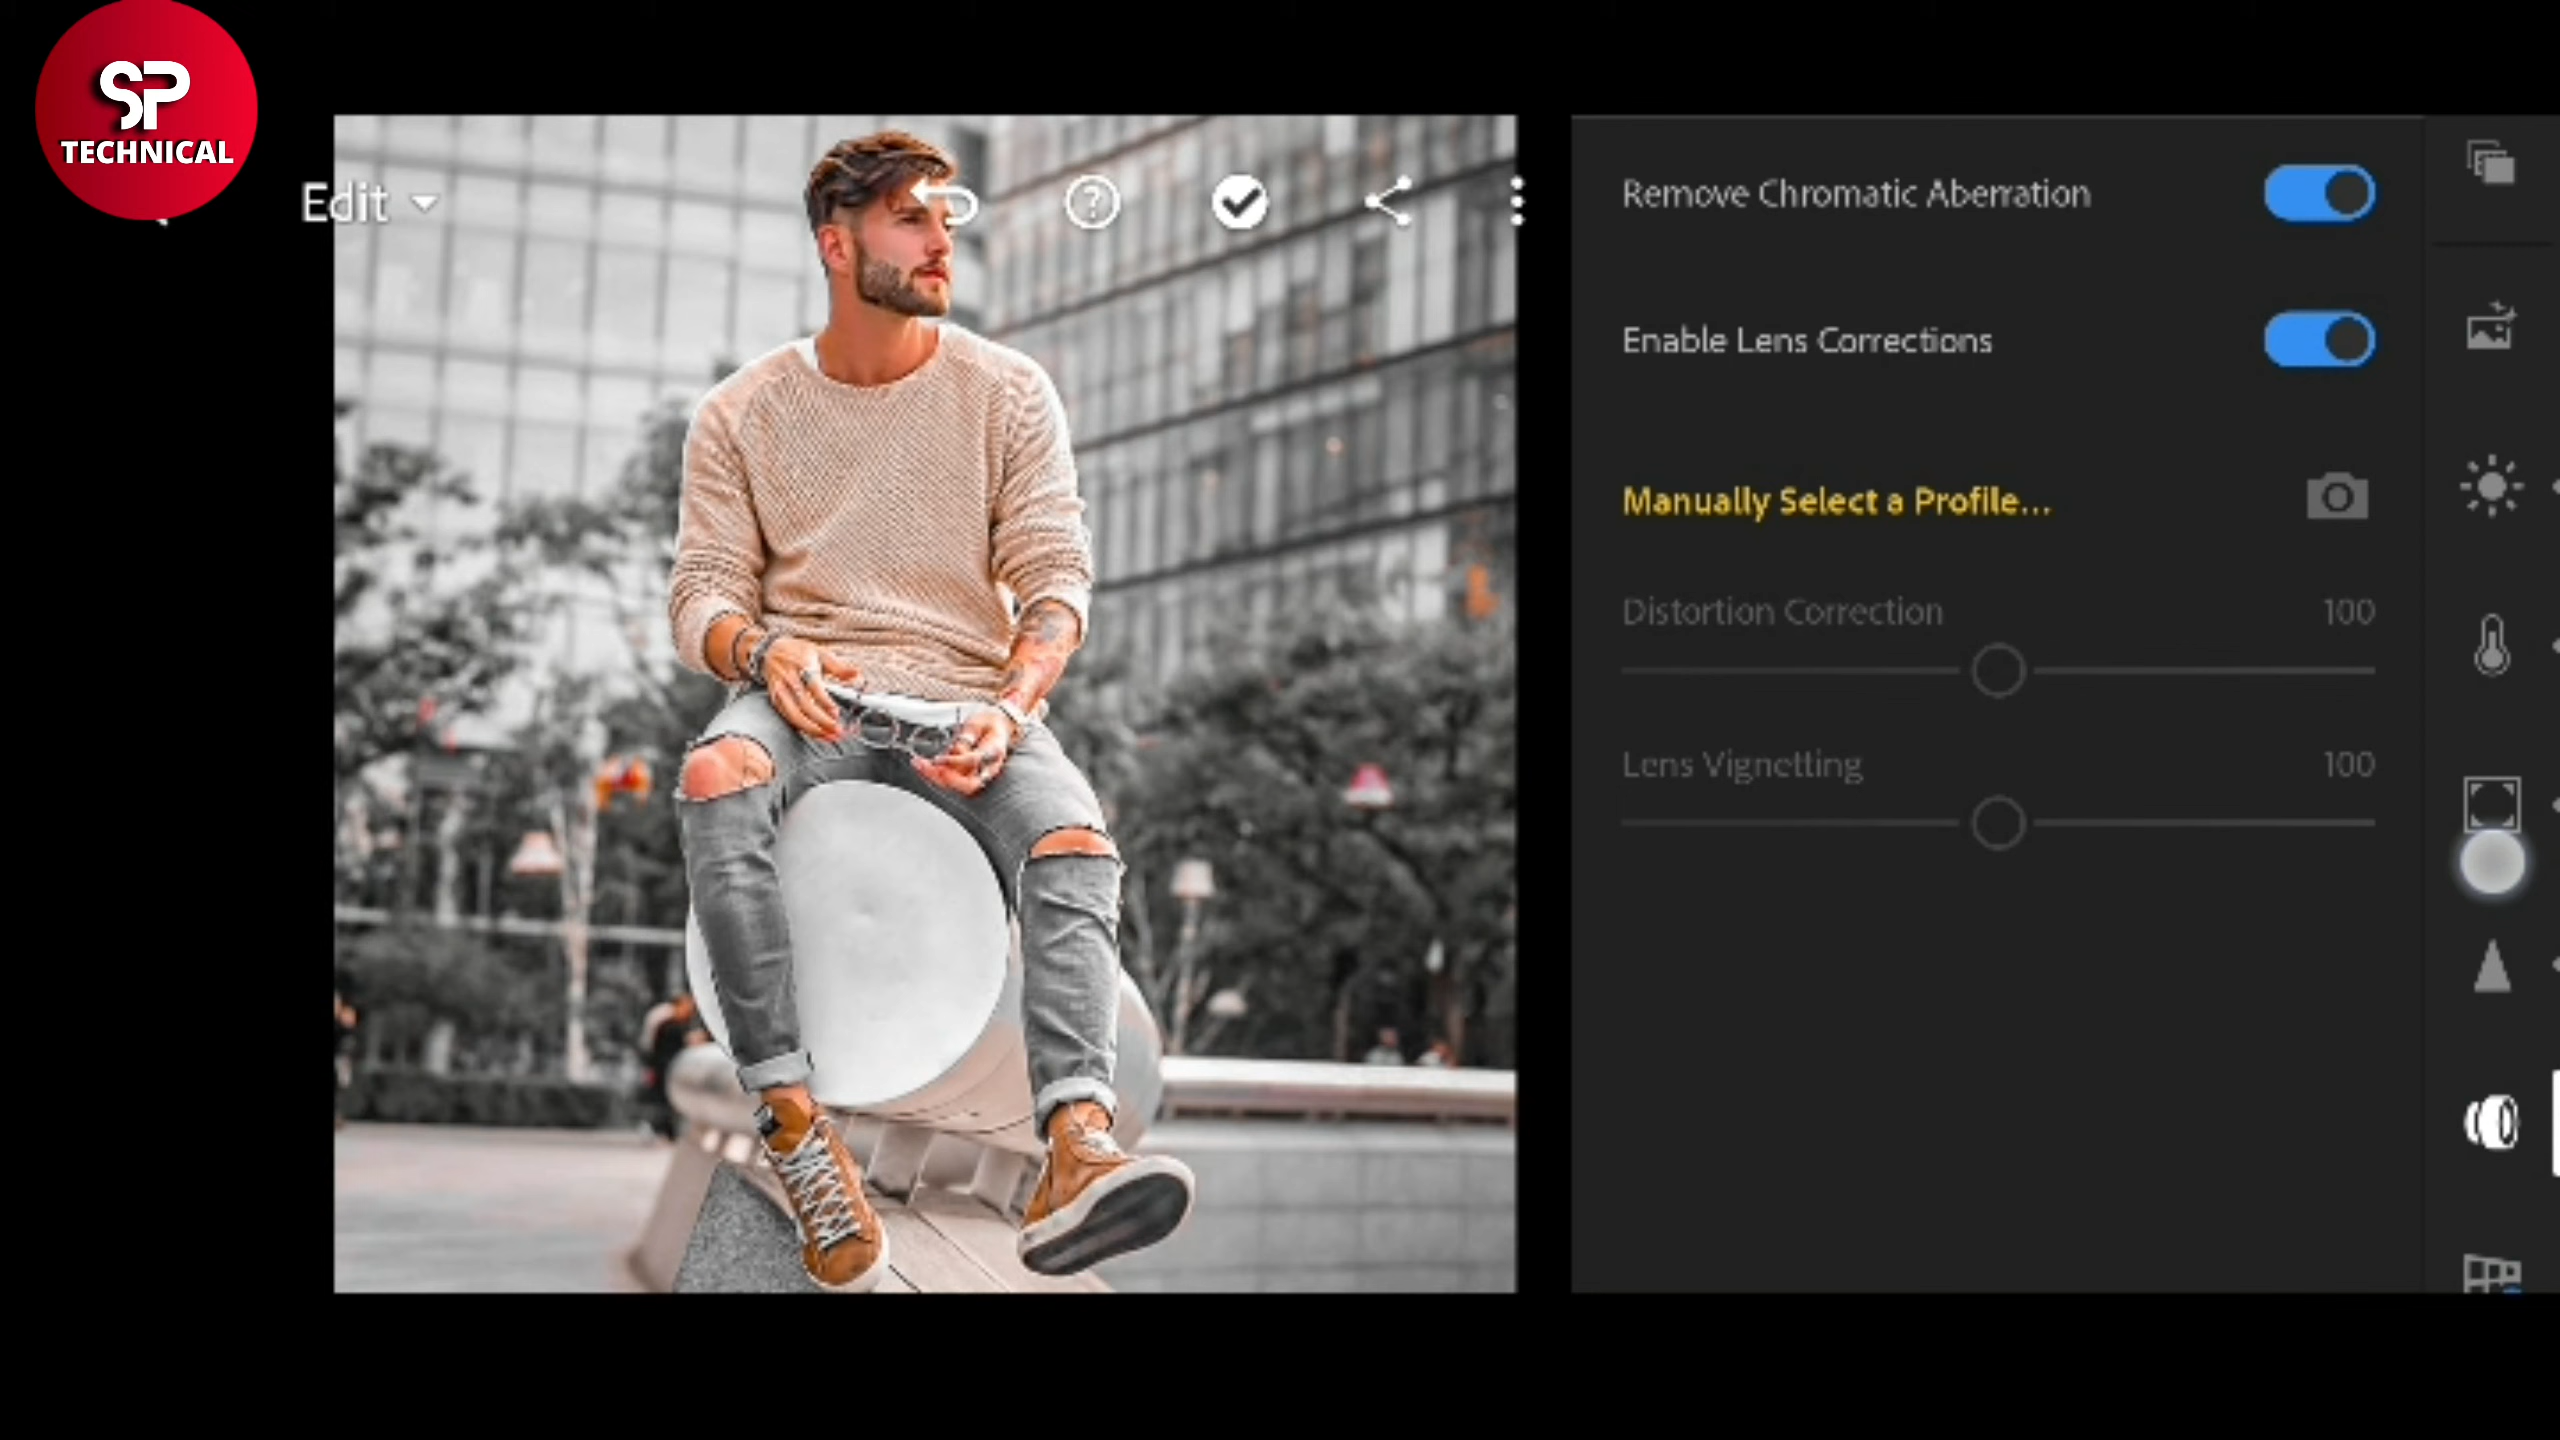 SP
TECHNICAL
Edit
Remove Chromatic Aberration
Enable Lens Corrections
Manually Select a Profile...
Distortion Correction 100
Lens Vignetting 100